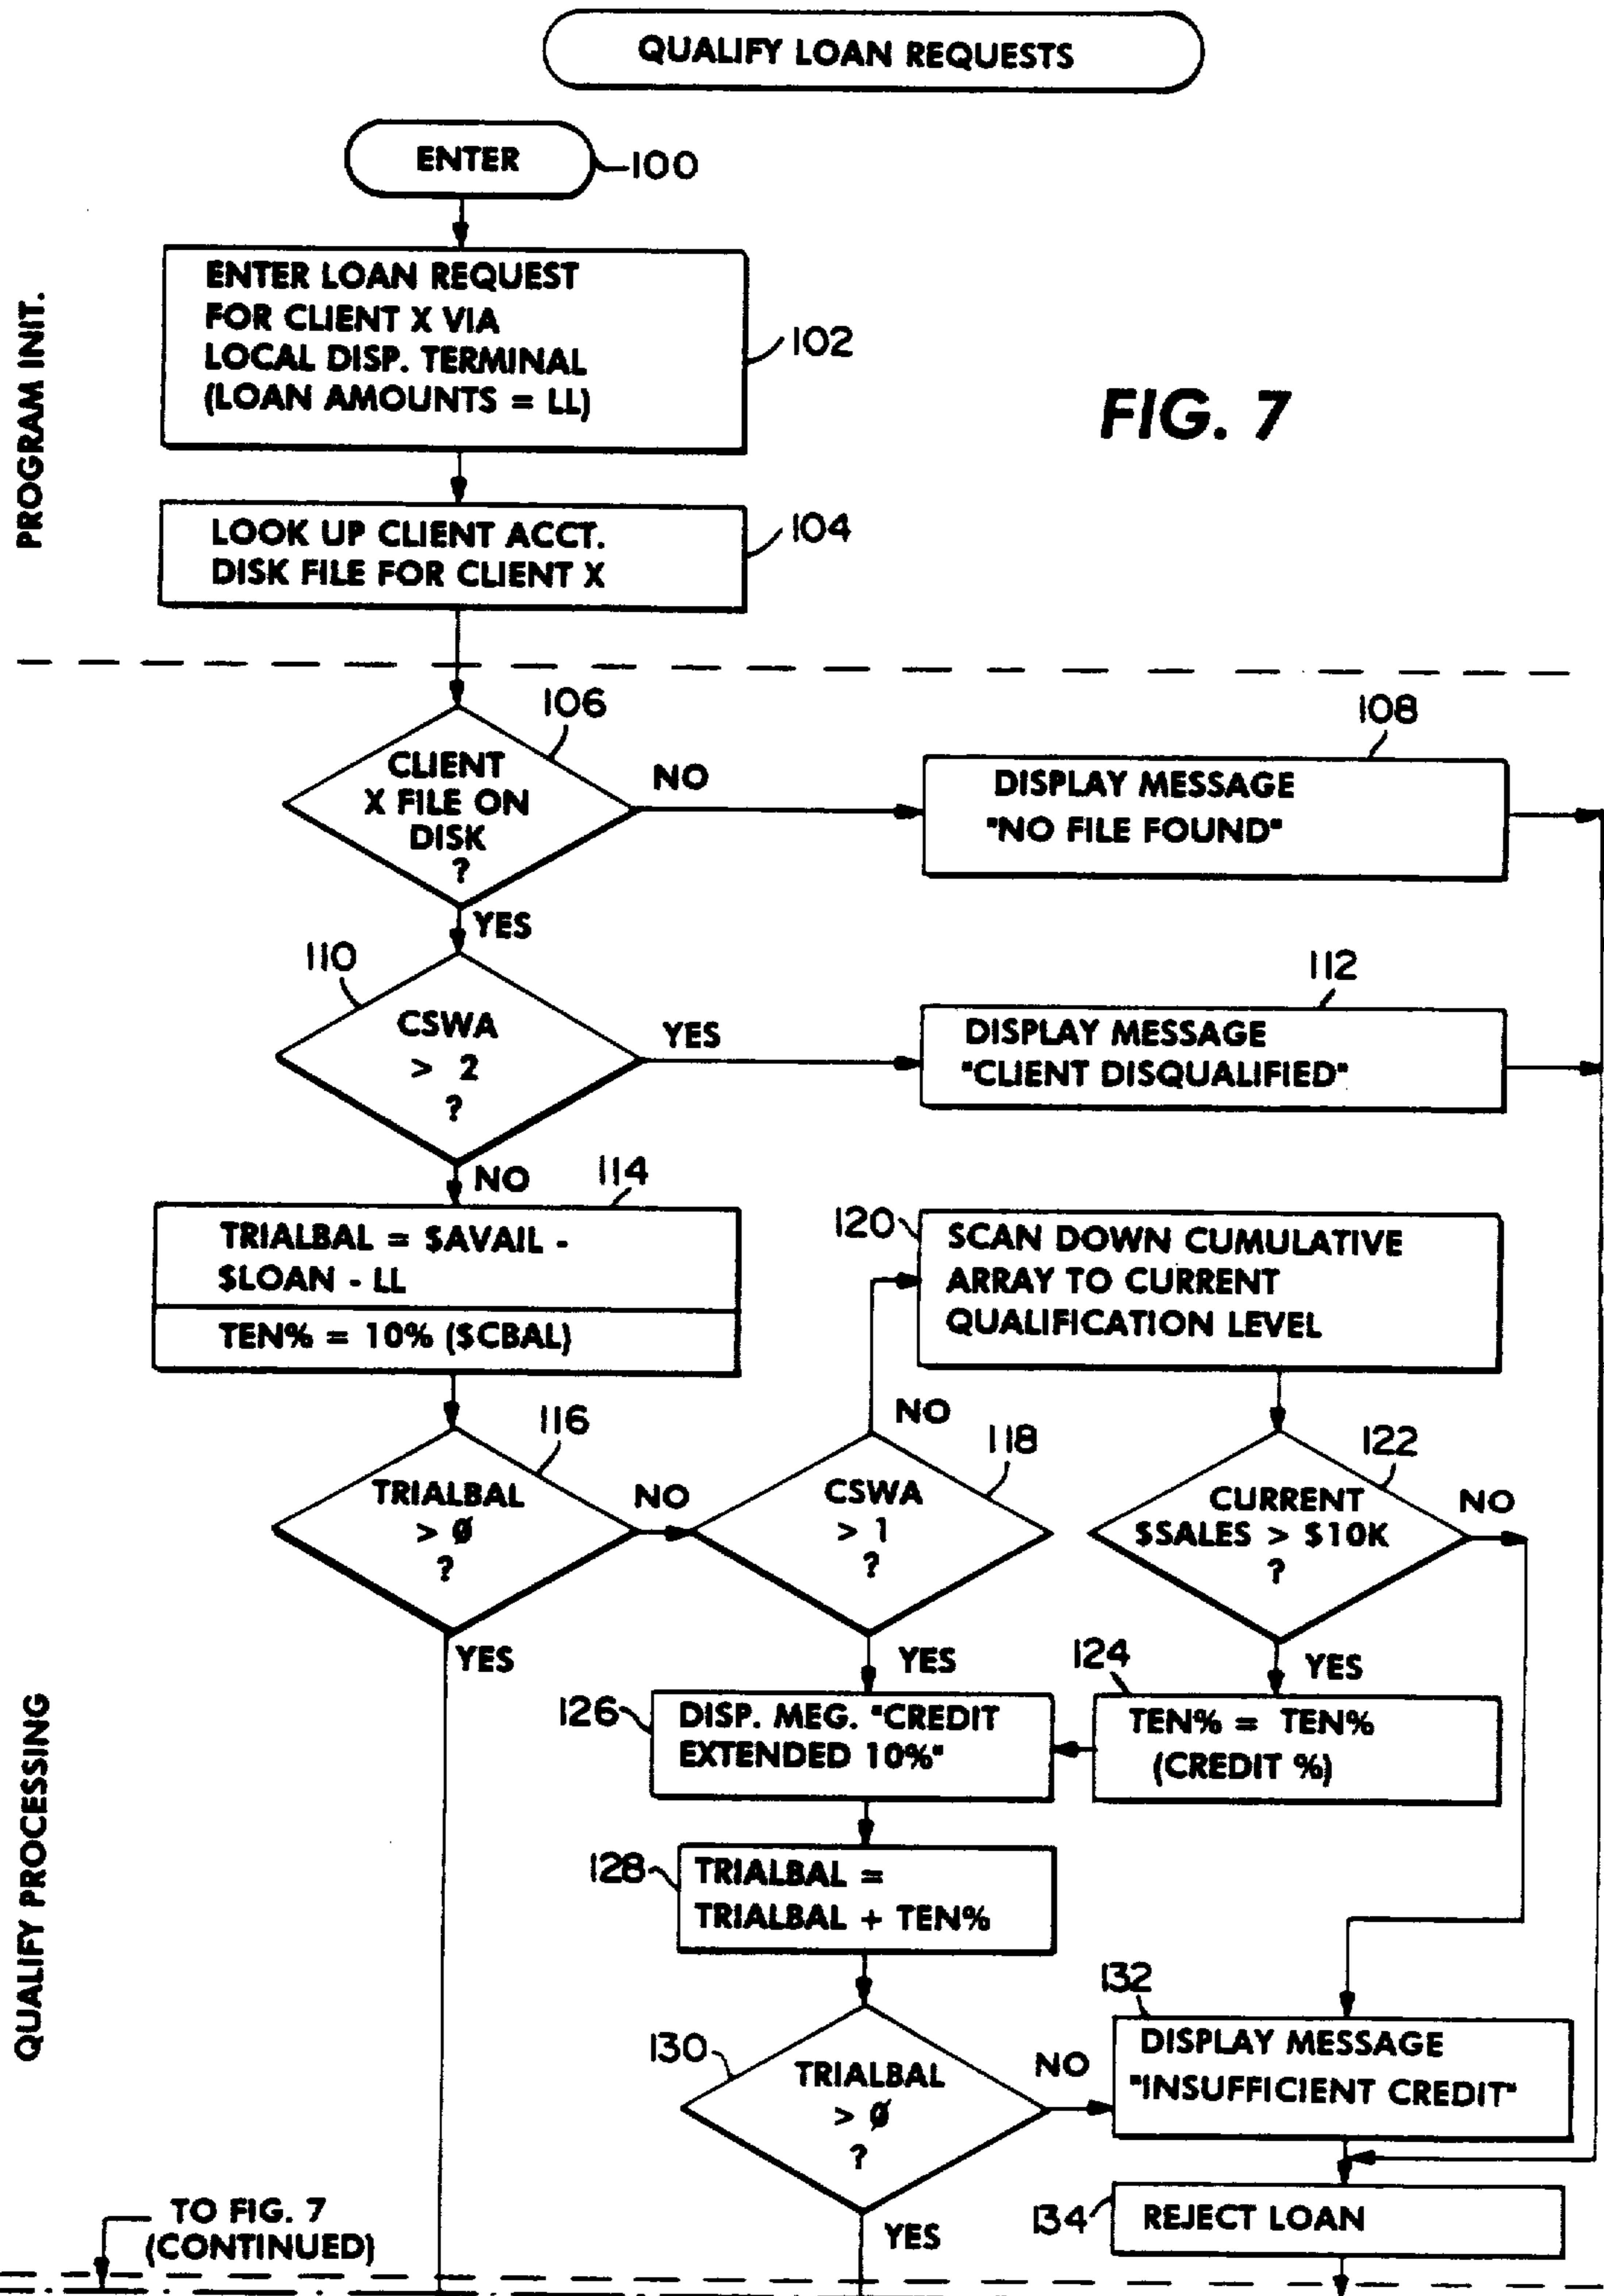 QUALIFY LOAN REQUESTS
ENTER
100
PROGRAM INIT.
ENTER LOAN REQUEST
FOR CLIENT X VIA
LOCAL DISP. TERMINAL
(LOAN AMOUNTS = LL)
102
FIG. 7
LOOK UP CLIENT ACCT.
DISK FILE FOR CLIENT X
104
106
CLIENT
X FILE ON
DISK
?
NO
108
DISPLAY MESSAGE
"NO FILE FOUND"
YES
110
CSWA
> 2
?
YES
112
DISPLAY MESSAGE
"CLIENT DISQUALIFIED"
NO
114
TRIALBAL = $AVAIL -
$LOAN - LL
TEN% = 10% ($CBAL)
120
SCAN DOWN CUMULATIVE
ARRAY TO CURRENT
QUALIFICATION LEVEL
116
TRIALBAL
> Ø
?
NO
YES
118
CSWA
> 1
?
NO
YES
122
CURRENT
$SALES > $10K
?
NO
YES
QUALIFY PROCESSING
124
TEN% = TEN%
(CREDIT %)
126
DISP. MEG. "CREDIT
EXTENDED 10%"
128
TRIALBAL =
TRIALBAL + TEN%
130
TRIALBAL
> Ø
?
NO
YES
132
DISPLAY MESSAGE
"INSUFFICIENT CREDIT"
134
REJECT LOAN
TO FIG. 7
(CONTINUED)